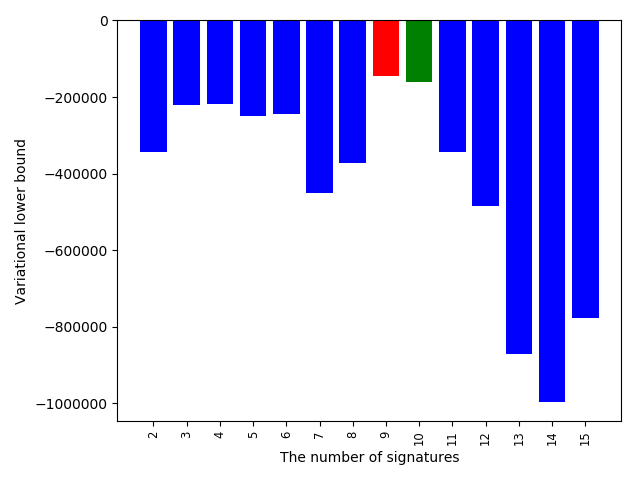 0
−200000
−400000
−600000
−800000
−1000000
Variational lower bound
2 3 4 5 6 7 8 9 10 11 12 13 14 15
The number of signatures